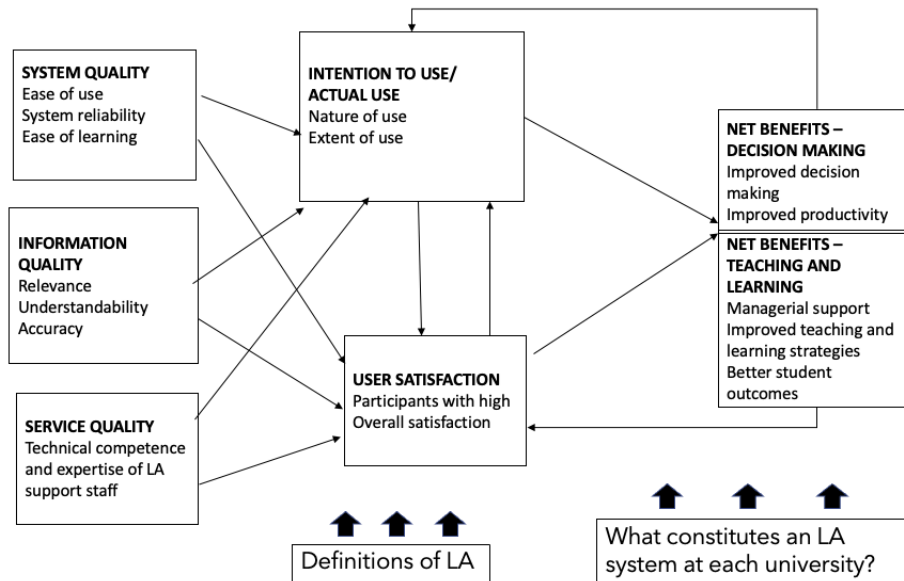 SYSTEM QUALITY
Ease of use
System reliability
Ease of learning
INFORMATION
QUALITY
Relevance
Understandability
Accuracy
SERVICE QUALITY
Technical competence
and expertise of LA
support staff
INTENTION TO USE/
ACTUAL USE
Nature of use
Extent of use
USER SATISFACTION
Participants with high
Overall satisfaction
NET BENEFITS –
DECISION MAKING
Improved decision
making
Improved productivity
NET BENEFITS –
TEACHING AND
LEARNING
Managerial support
Improved teaching and
learning strategies
Better student
outcomes
Definitions of LA
What constitutes an LA
system at each university?